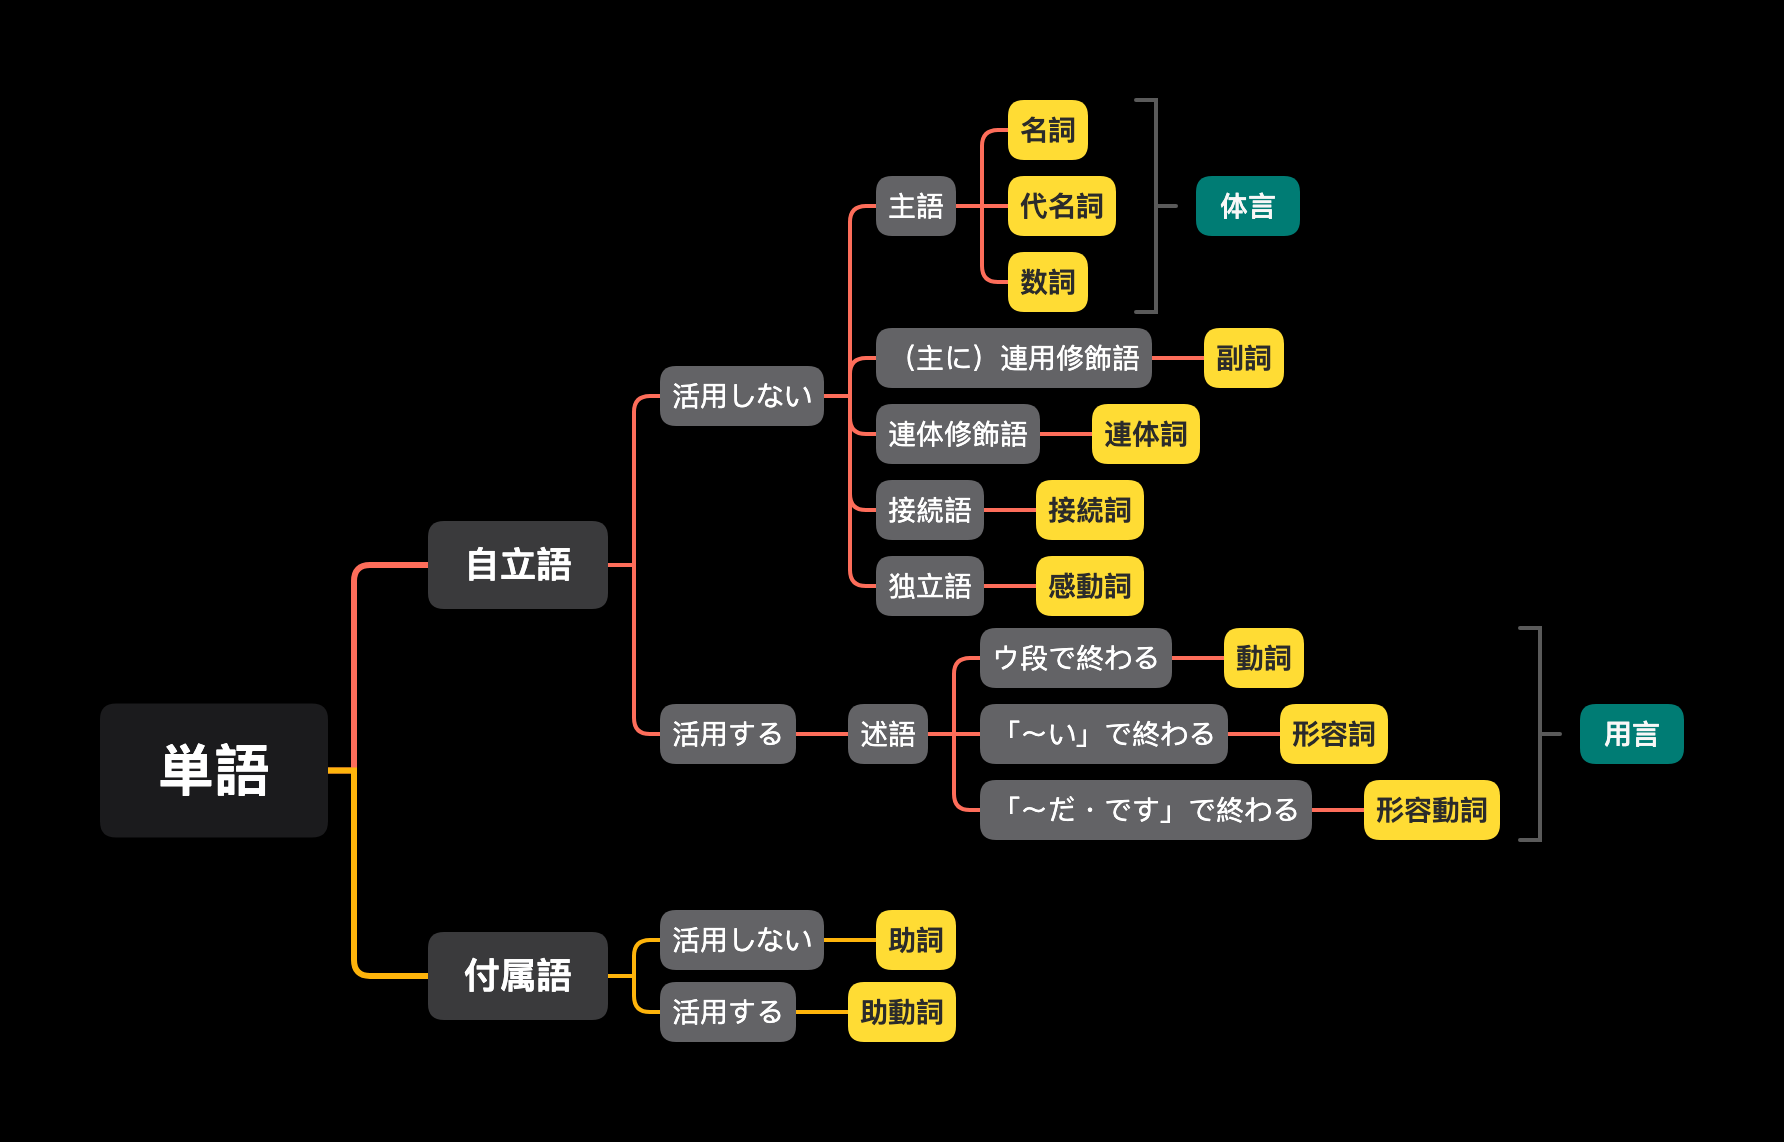 単語
自立語
活用しない
主語
名詞
代名詞
数詞
体言
（主に）連用修飾語
副詞
連体修飾語
連体詞
接続語
接続詞
独立語
感動詞
活用する
述語
ウ段で終わる
動詞
「〜い」で終わる
形容詞
「〜だ・です」で終わる
形容動詞
用言
付属語
活用しない
助詞
活用する
助動詞